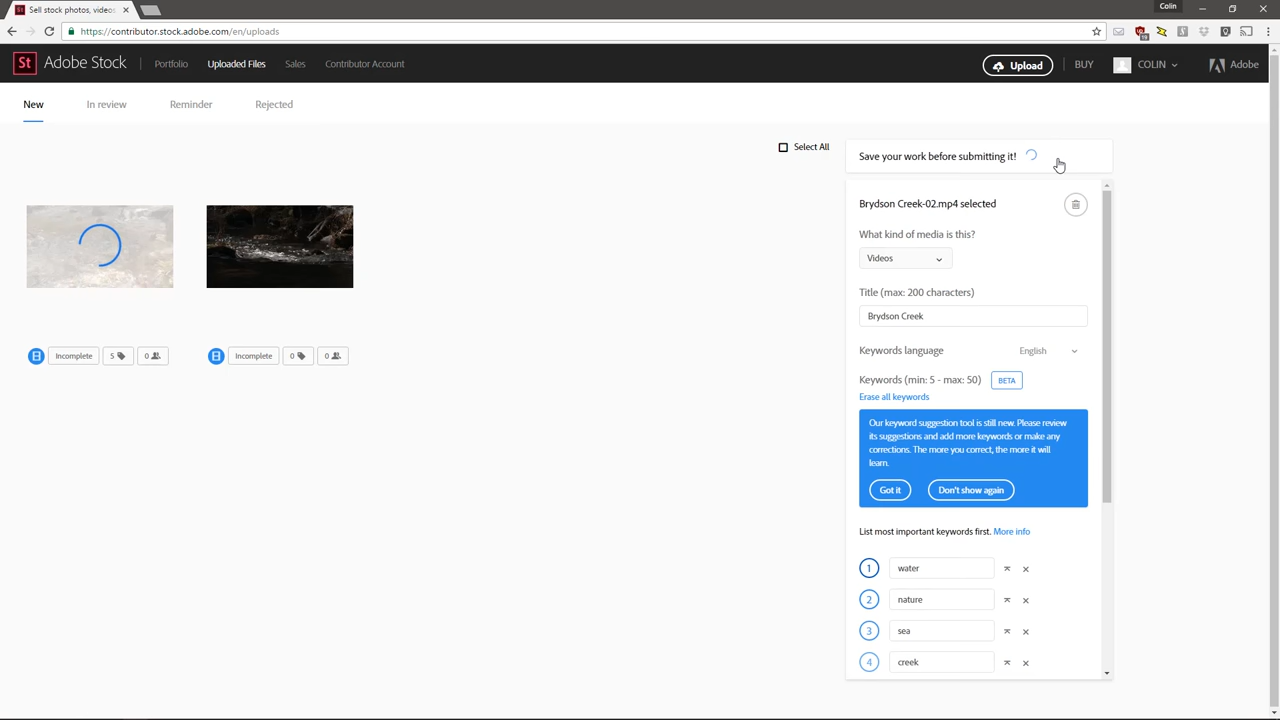 Sell stock photos, videos
Colin
https://contributor.stock.adobe.com/en/uploads
St Adobe Stock
Portfolio
Uploaded Files
Sales
Contributor Account
Upload
BUY
COLIN
Adobe
New
In review
Reminder
Rejected
Select All
Save your work before submitting it!
Brydson Creek-02.mp4 selected
What kind of media is this?
Videos
Title (max: 200 characters)
Brydson Creek
Incomplete
5
0
Incomplete
0
0
Keywords language
English
Keywords (min: 5 - max: 50)
BETA
Erase all keywords
Our keyword suggestion tool is still new. Please review
its suggestions and add more keywords or make any
corrections. The more you correct, the more it will
learn.
Got it
Don't show again
List most important keywords first. More info
1 water
2 nature
3 sea
4 creek